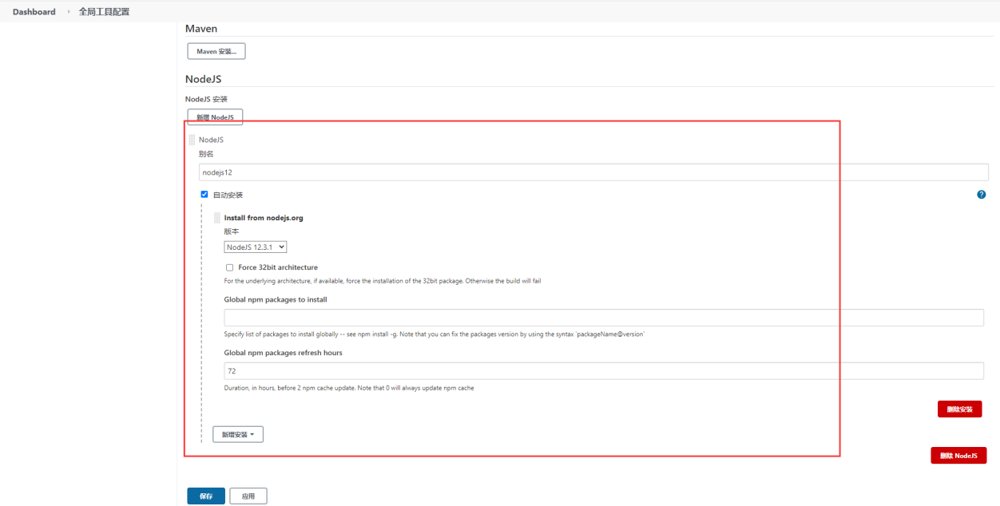 Dashboard › 全局工具配置
Maven
Maven 安装...
NodeJS
NodeJS 安装
新增 NodeJS
NodeJS
别名
nodejs12
自动安装
?
Install from nodejs.org
版本
NodeJS 12.3.1
Force 32bit architecture
For the underlying architecture, if available, force the installation of the 32bit package. Otherwise the build will fail
Global npm packages to install
Specify list of packages to install globally -- see npm install -g. Note that you can fix the packages version by using the syntax `packageName@version`
Global npm packages refresh hours
72
Duration, in hours, before 2 npm cache update. Note that 0 will always update npm cache
删除安装
新增安装
删除 NodeJS
保存 应用